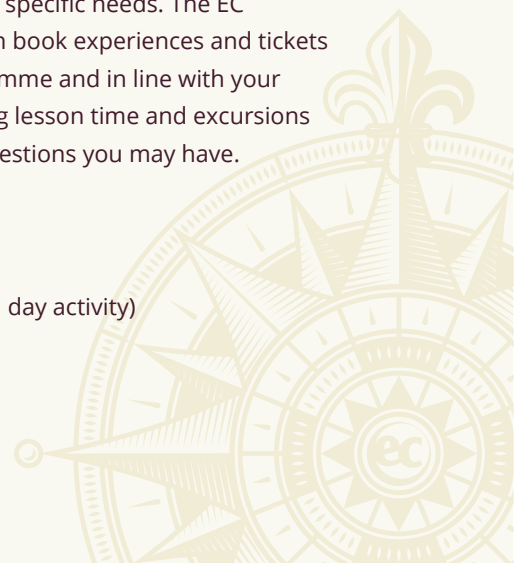 specific needs. The EC
book experiences and tickets
mme and in line with your
g lesson time and excursions
estions you may have.
day activity)
ec